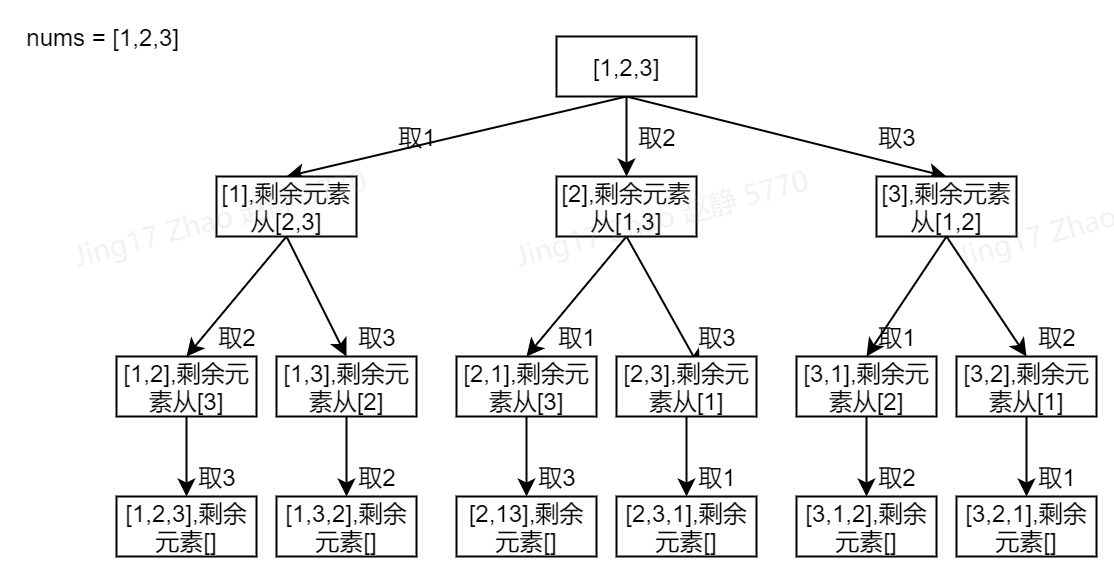 nums = [1,2,3]
[1,2,3]
取1
取2
取3
[1],剩余元素
从[2,3]
[2],剩余元素
从[1,3]
[3],剩余元素
从[1,2]
Jing17 Zhao 赵静 5770
Jing17 Zhao 赵静 5770
Jing17 Zhao
取2
取3
取1
取3
取1
取2
[1,2],剩余元
素从[3]
[1,3],剩余元
素从[2]
[2,1],剩余元
素从[3]
[2,3],剩余元
素从[1]
[3,1],剩余元
素从[2]
[3,2],剩余元
素从[1]
取3
取2
取3
取1
取2
取1
[1,2,3],剩余
元素[]
[1,3,2],剩余
元素[]
[2,13],剩余
元素[]
[2,3,1],剩余
元素[]
[3,1,2],剩余
元素[]
[3,2,1],剩余
元素[]